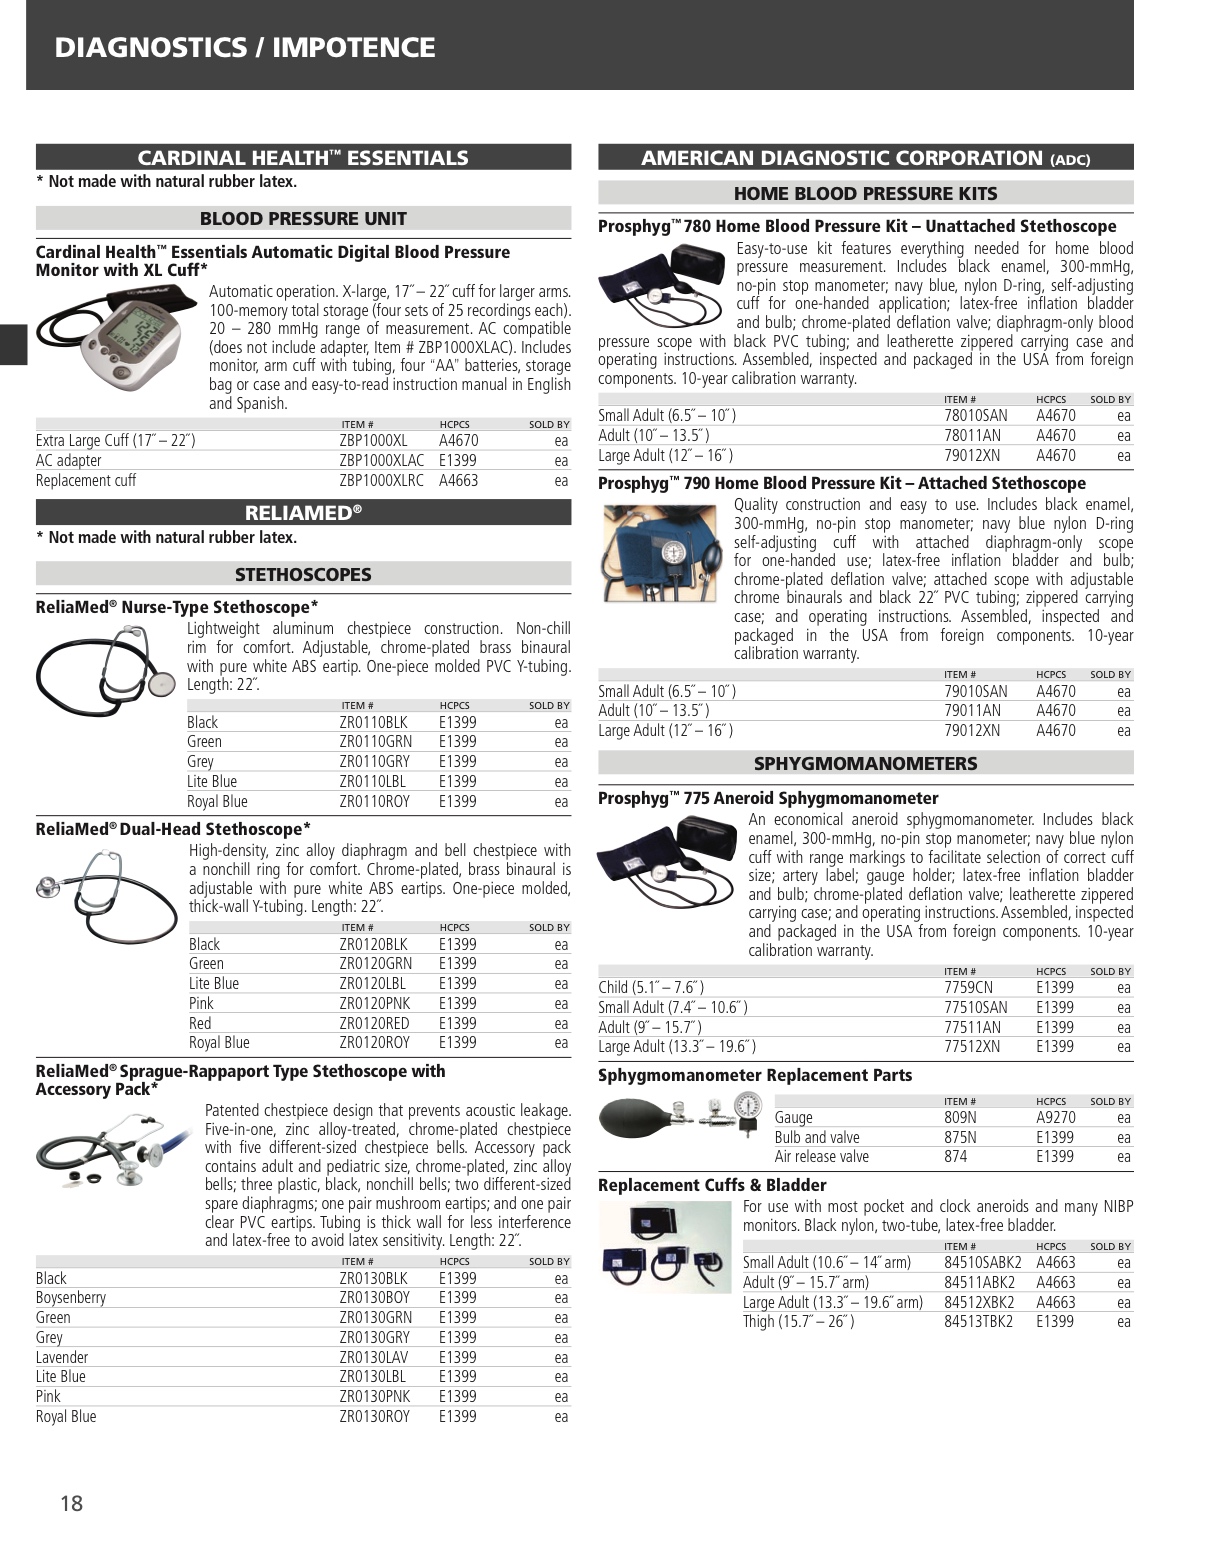 DIAGNOSTICS / IMPOTENCE
CARDINAL HEALTH™ ESSENTIALS
* Not made with natural rubber latex.
BLOOD PRESSURE UNIT
Cardinal Health™ Essentials Automatic Digital Blood Pressure
Monitor with XL Cuff*
Automatic operation. X-large, 17˝ – 22˝ cuff for larger arms.
100-memory total storage (four sets of 25 recordings each).
20 – 280 mmHg range of measurement. AC compatible
(does not include adapter, Item # ZBP1000XLAC). Includes
monitor, arm cuff with tubing, four “AA” batteries, storage
bag or case and easy-to-read instruction manual in English
and Spanish.
ITEM # HCPCS SOLD BY
Extra Large Cuff (17˝ – 22˝ ) ZBP1000XL A4670 ea
AC adapter ZBP1000XLAC E1399 ea
Replacement cuff ZBP1000XLRC A4663 ea
RELIAMED®
* Not made with natural rubber latex.
STETHOSCOPES
ReliaMed® Nurse-Type Stethoscope*
Lightweight aluminum chestpiece construction. Non-chill
rim for comfort. Adjustable, chrome-plated brass binaural
with pure white ABS eartip. One-piece molded PVC Y-tubing.
Length: 22˝.
ITEM # HCPCS SOLD BY
Black ZR0110BLK E1399 ea
Green ZR0110GRN E1399 ea
Grey ZR0110GRY E1399 ea
Lite Blue ZR0110LBL E1399 ea
Royal Blue ZR0110ROY E1399 ea
ReliaMed® Dual-Head Stethoscope*
High-density, zinc alloy diaphragm and bell chestpiece with
a nonchill ring for comfort. Chrome-plated, brass binaural is
adjustable with pure white ABS eartips. One-piece molded,
thick-wall Y-tubing. Length: 22˝.
ITEM # HCPCS SOLD BY
Black ZR0120BLK E1399 ea
Green ZR0120GRN E1399 ea
Lite Blue ZR0120LBL E1399 ea
Pink ZR0120PNK E1399 ea
Red ZR0120RED E1399 ea
Royal Blue ZR0120ROY E1399 ea
ReliaMed® Sprague-Rappaport Type Stethoscope with
Accessory Pack*
Patented chestpiece design that prevents acoustic leakage.
Five-in-one, zinc alloy-treated, chrome-plated chestpiece
with five different-sized chestpiece bells. Accessory pack
contains adult and pediatric size, chrome-plated, zinc alloy
bells; three plastic, black, nonchill bells; two different-sized
spare diaphragms; one pair mushroom eartips; and one pair
clear PVC eartips. Tubing is thick wall for less interference
and latex-free to avoid latex sensitivity. Length: 22˝.
ITEM # HCPCS SOLD BY
Black ZR0130BLK E1399 ea
Boysenberry ZR0130BOY E1399 ea
Green ZR0130GRN E1399 ea
Grey ZR0130GRY E1399 ea
Lavender ZR0130LAV E1399 ea
Lite Blue ZR0130LBL E1399 ea
Pink ZR0130PNK E1399 ea
Royal Blue ZR0130ROY E1399 ea
AMERICAN DIAGNOSTIC CORPORATION (ADC)
HOME BLOOD PRESSURE KITS
Prosphyg™ 780 Home Blood Pressure Kit – Unattached Stethoscope
Easy-to-use kit features everything needed for home blood
pressure measurement. Includes black enamel, 300-mmHg,
no-pin stop manometer; navy blue, nylon D-ring, self-adjusting
cuff for one-handed application; latex-free inflation bladder
and bulb; chrome-plated deflation valve; diaphragm-only blood
pressure scope with black PVC tubing; and leatherette zippered carrying case and
operating instructions. Assembled, inspected and packaged in the USA from foreign
components. 10-year calibration warranty.
ITEM # HCPCS SOLD BY
Small Adult (6.5˝ – 10˝ ) 78010SAN A4670 ea
Adult (10˝ – 13.5˝ ) 78011AN A4670 ea
Large Adult (12˝ – 16˝ ) 79012XN A4670 ea
Prosphyg™ 790 Home Blood Pressure Kit – Attached Stethoscope
Quality construction and easy to use. Includes black enamel,
300-mmHg, no-pin stop manometer; navy blue nylon D-ring
self-adjusting cuff with attached diaphragm-only scope
for one-handed use; latex-free inflation bladder and bulb;
chrome-plated deflation valve; attached scope with adjustable
chrome binaurals and black 22˝ PVC tubing; zippered carrying
case; and operating instructions. Assembled, inspected and
packaged in the USA from foreign components. 10-year
calibration warranty.
ITEM # HCPCS SOLD BY
Small Adult (6.5˝ – 10˝ ) 79010SAN A4670 ea
Adult (10˝ – 13.5˝ ) 79011AN A4670 ea
Large Adult (12˝ – 16˝ ) 79012XN A4670 ea
SPHYGMOMANOMETERS
Prosphyg™ 775 Aneroid Sphygmomanometer
An economical aneroid sphygmomanometer. Includes black
enamel, 300-mmHg, no-pin stop manometer; navy blue nylon
cuff with range markings to facilitate selection of correct cuff
size; artery label; gauge holder; latex-free inflation bladder
and bulb; chrome-plated deflation valve; leatherette zippered
carrying case; and operating instructions. Assembled, inspected
and packaged in the USA from foreign components. 10-year
calibration warranty.
ITEM # HCPCS SOLD BY
Child (5.1˝ – 7.6˝ ) 7759CN E1399 ea
Small Adult (7.4˝ – 10.6˝ ) 77510SAN E1399 ea
Adult (9˝ – 15.7˝ ) 77511AN E1399 ea
Large Adult (13.3˝ – 19.6˝ ) 77512XN E1399 ea
Sphygmomanometer Replacement Parts
ITEM # HCPCS SOLD BY
Gauge 809N A9270 ea
Bulb and valve 875N E1399 ea
Air release valve 874 E1399 ea
Replacement Cuffs & Bladder
For use with most pocket and clock aneroids and many NIBP
monitors. Black nylon, two-tube, latex-free bladder.
ITEM # HCPCS SOLD BY
Small Adult (10.6˝ – 14˝ arm) 84510SABK2 A4663 ea
Adult (9˝ – 15.7˝ arm) 84511ABK2 A4663 ea
Large Adult (13.3˝ – 19.6˝ arm) 84512XBK2 A4663 ea
Thigh (15.7˝ – 26˝ ) 84513TBK2 E1399 ea
18